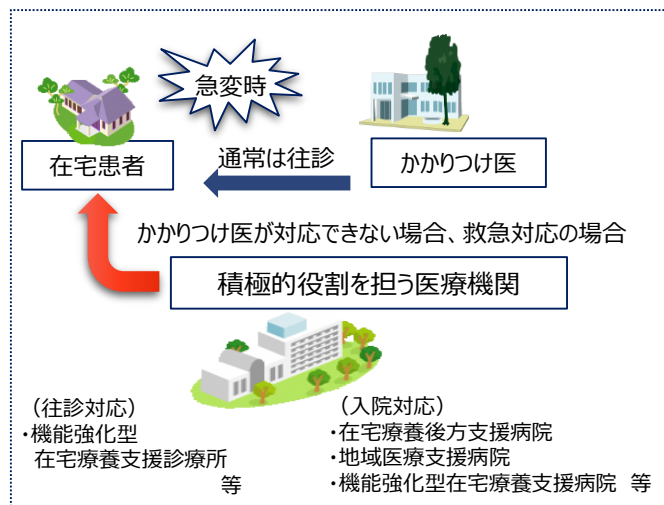 急変時
在宅患者
通常は往診
かかりつけ医
かかりつけ医が対応できない場合、救急対応の場合
積極的役割を担う医療機関
（往診対応）
・機能強化型
在宅療養支援診療所
等
（入院対応）
・在宅療養後方支援病院
・地域医療支援病院
・機能強化型在宅療養支援病院 等